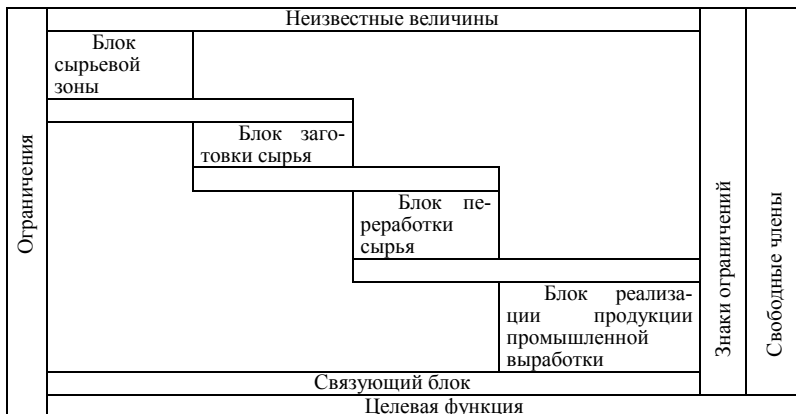 Неизвестные величины
Ограничения
Блок
сырьевой
зоны
Блок заго-
товки сырья
Блок пе-
реработки
сырья
Блок реализа-
ции продукции
промышленной
выработки
Связующий блок
Целевая функция
Знаки ограничений
Свободные члены